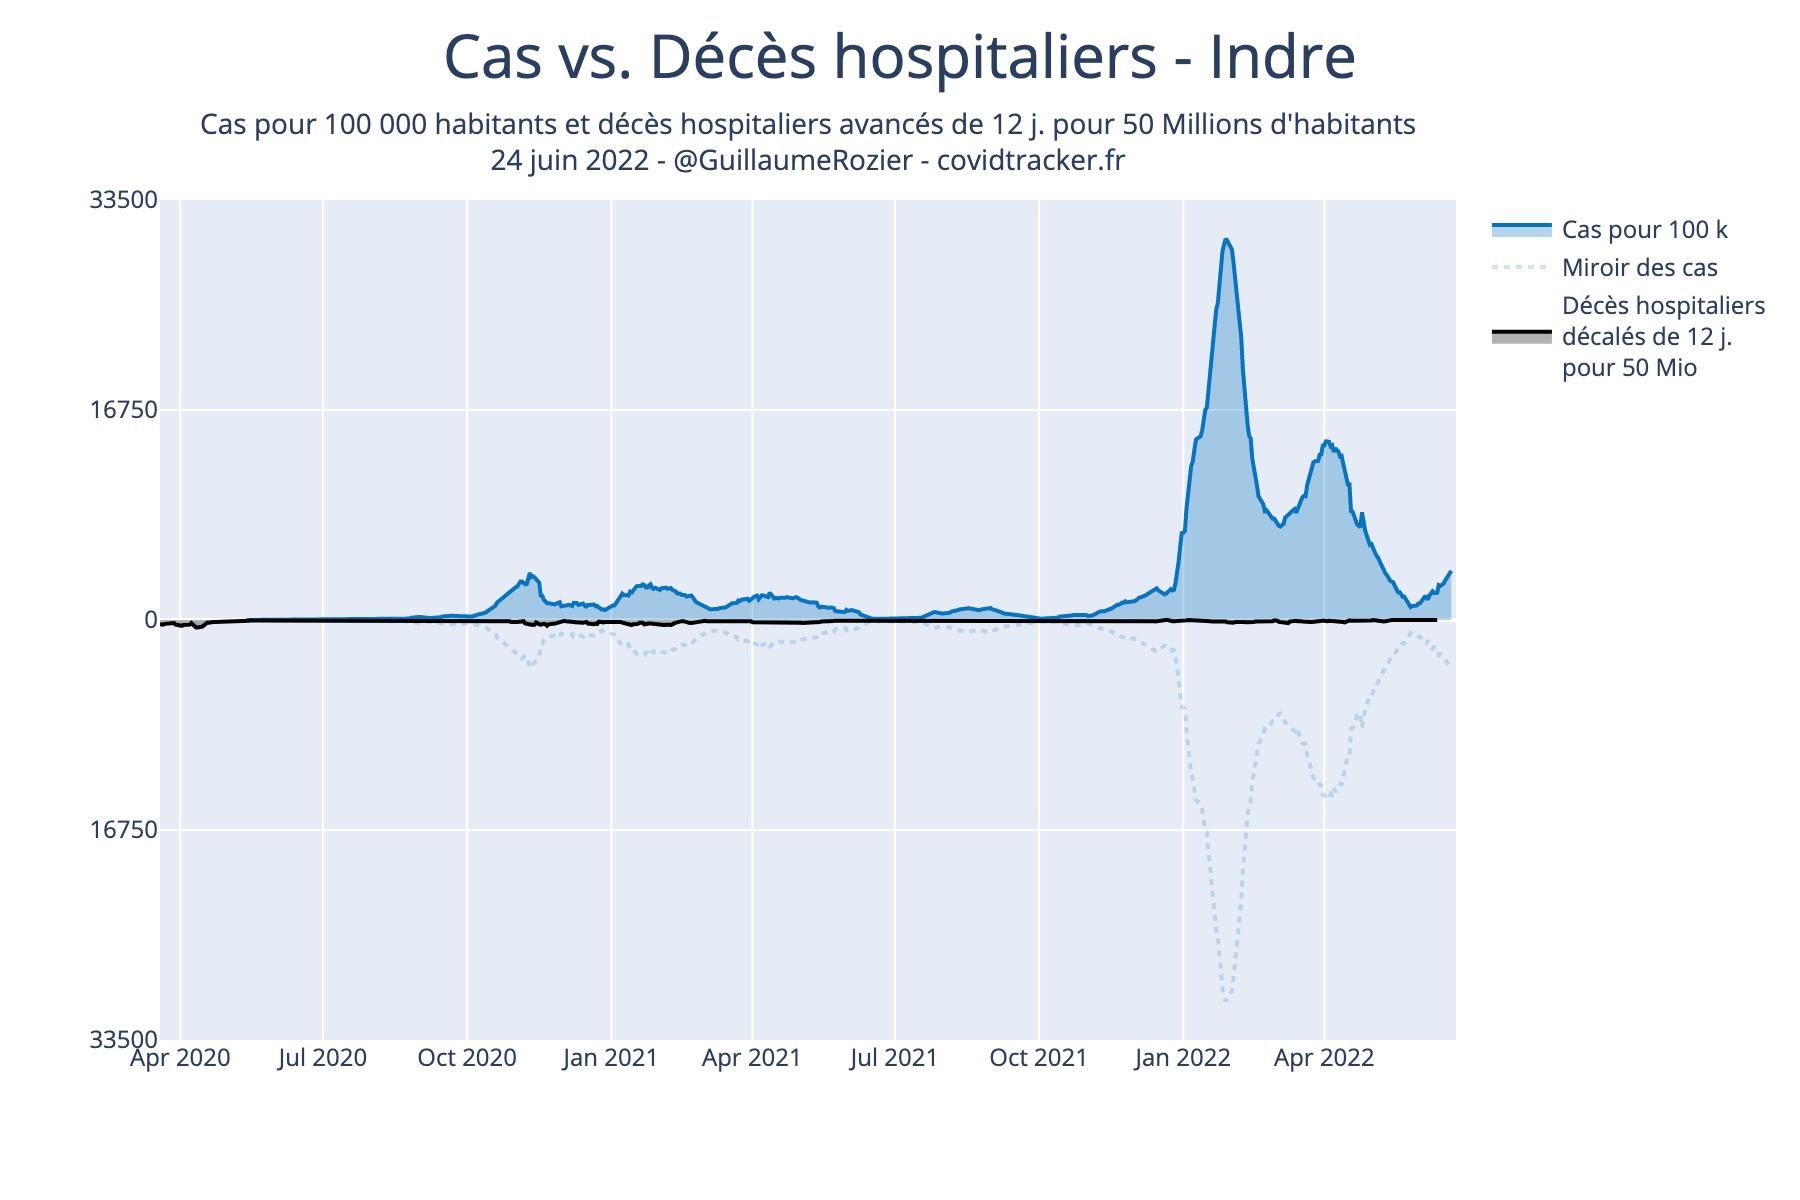 Cas vs. Décès hospitaliers - Indre
Cas pour 100 000 habitants et décès hospitaliers avancés de 12 j. pour 50 Millions d'habitants
24 juin 2022 - @GuillaumeRozier - covidtracker.fr
33500
16750
0
16750
33500
Apr 2020
Jul 2020
Oct 2020
Jan 2021
Apr 2021
Jul 2021
Oct 2021
Jan 2022
Apr 2022
Cas pour 100 k
Miroir des cas
Décès hospitaliers
décalés de 12 j.
pour 50 Mio